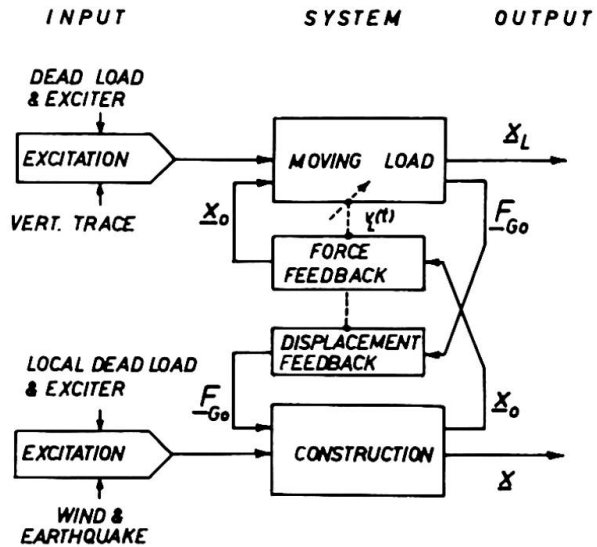 INPUT SYSTEM OUTPUT
DEAD LOAD
& EXCITER
EXCITATION
VERT. TRACE
MOVING LOAD
X_L
X_o
(t)
F_Go
FORCE
FEEDBACK
DISPLACEMENT
FEEDBACK
LOCAL DEAD LOAD
& EXCITER
F_Go
X_o
EXCITATION
CONSTRUCTION
X
WIND &
EARTHQUAKE